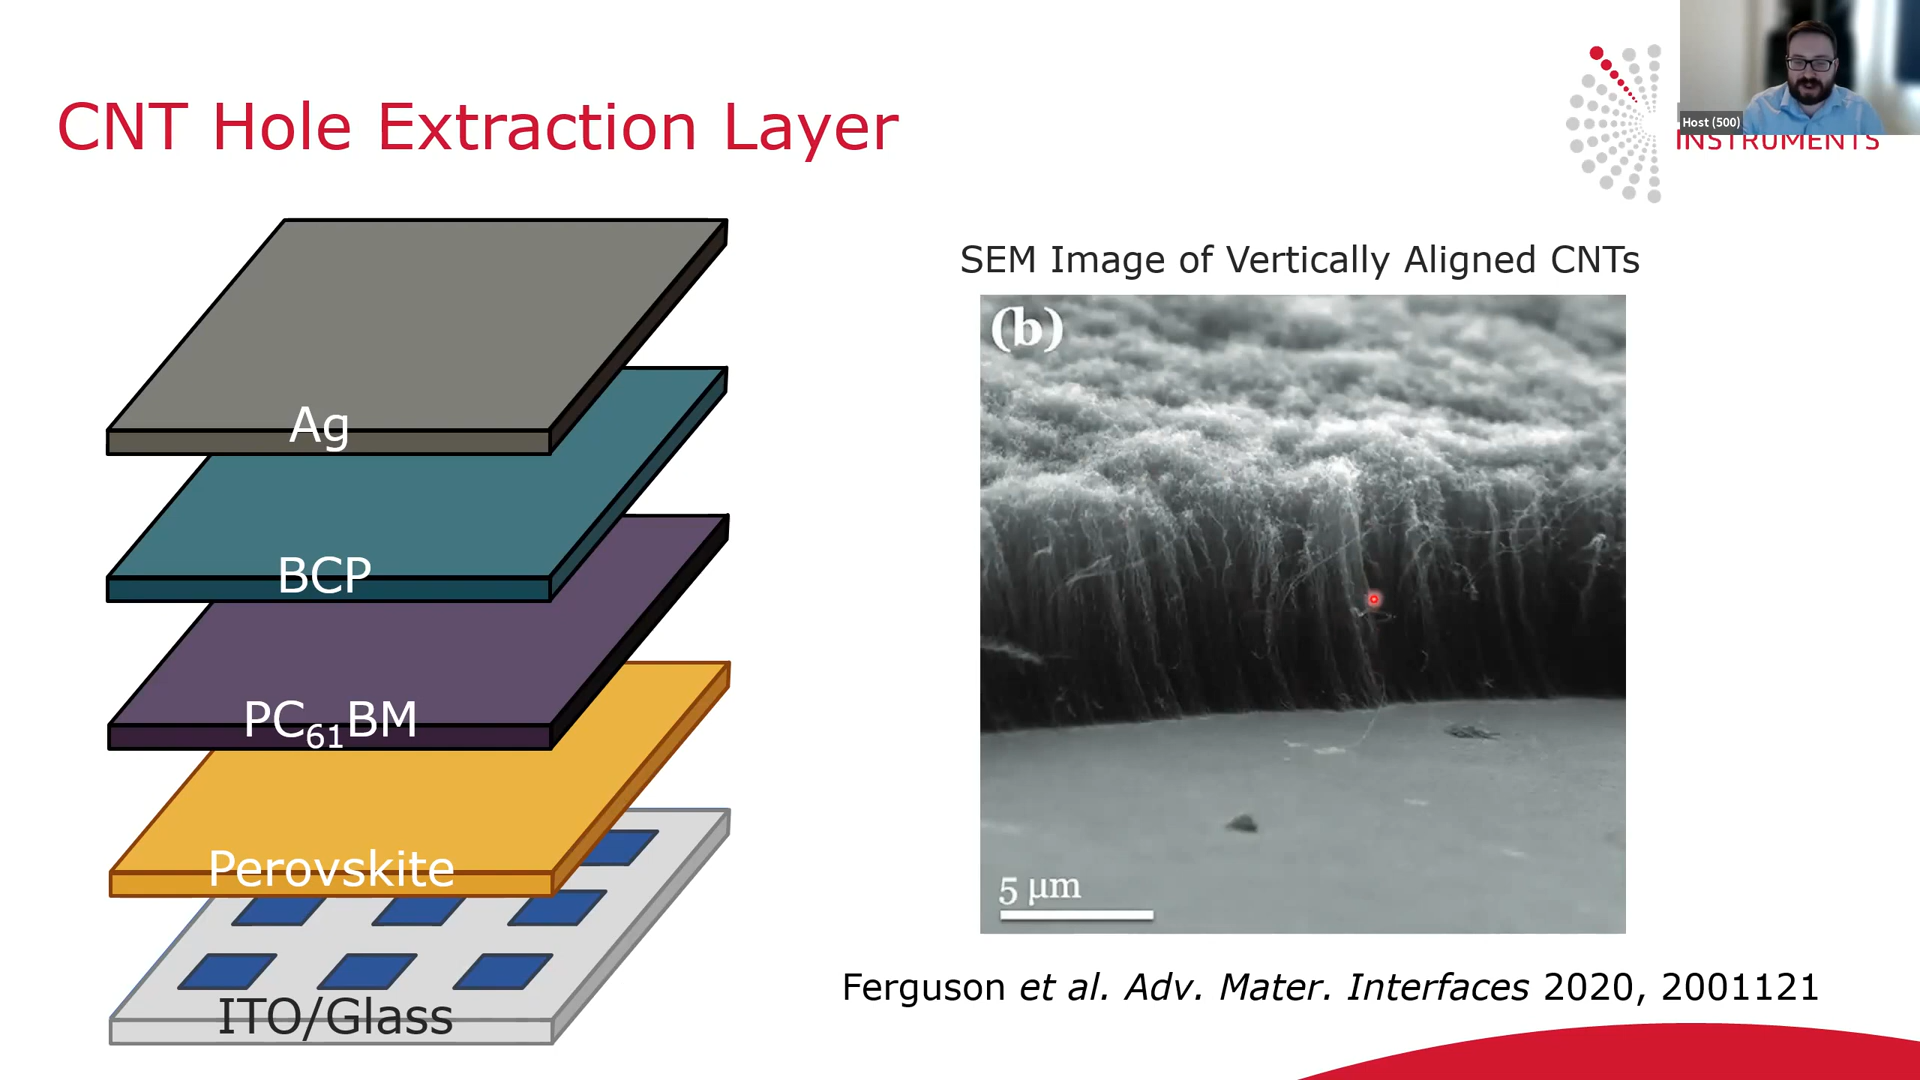 CNT Hole Extraction Layer
Host (500)
INSTRUMENTS
SEM Image of Vertically Aligned CNTs
(b)
Ag
BCP
PC₆₁BM
Perovskite
ITO/Glass
5 μm
Ferguson et al. Adv. Mater. Interfaces 2020, 2001121